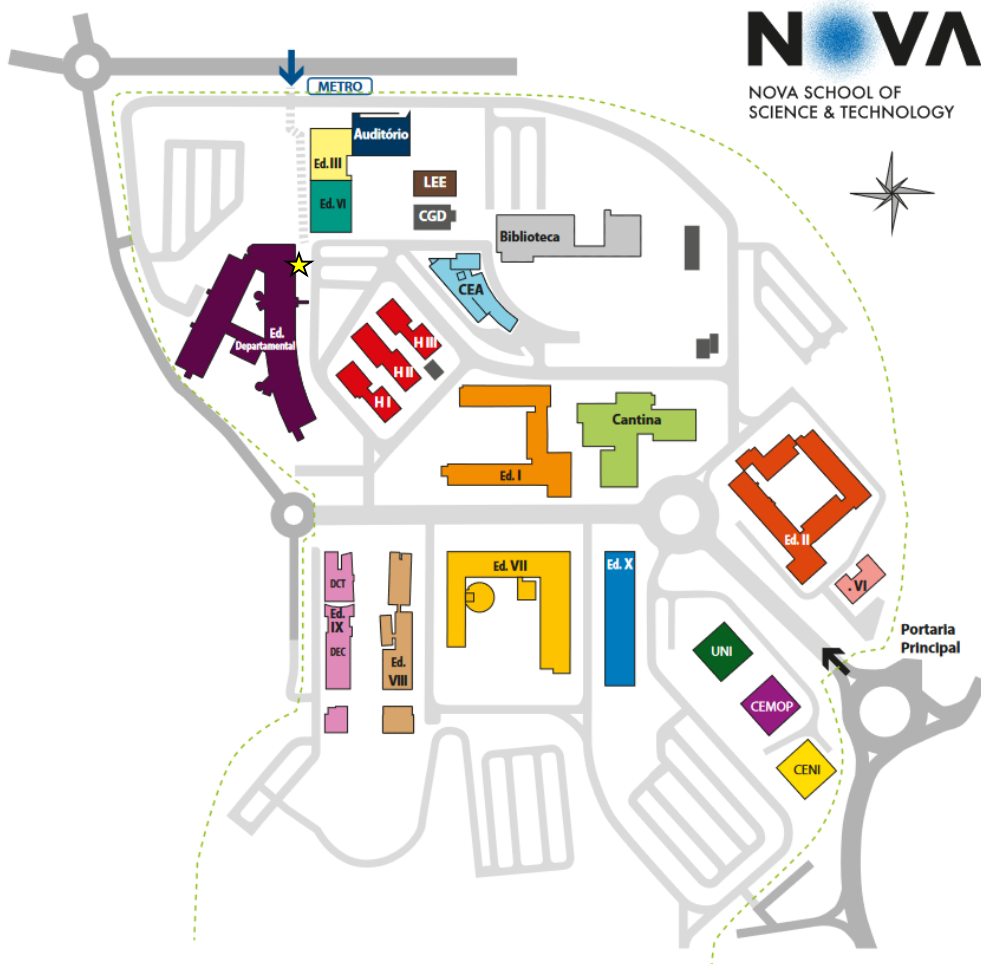 NOVA
NOVA SCHOOL OF
SCIENCE & TECHNOLOGY
METRO
Auditório
Ed. III
LEE
Ed. VI
CGD
Biblioteca
CEA
Ed.
Departamental
H III
H II
H I
Cantina
Ed. I
Ed. II
DCT
Ed. VII
Ed. X
. VI
Ed.
IX
DEC
Ed.
VIII
UNI
Portaria
Principal
CEMOP
CENI